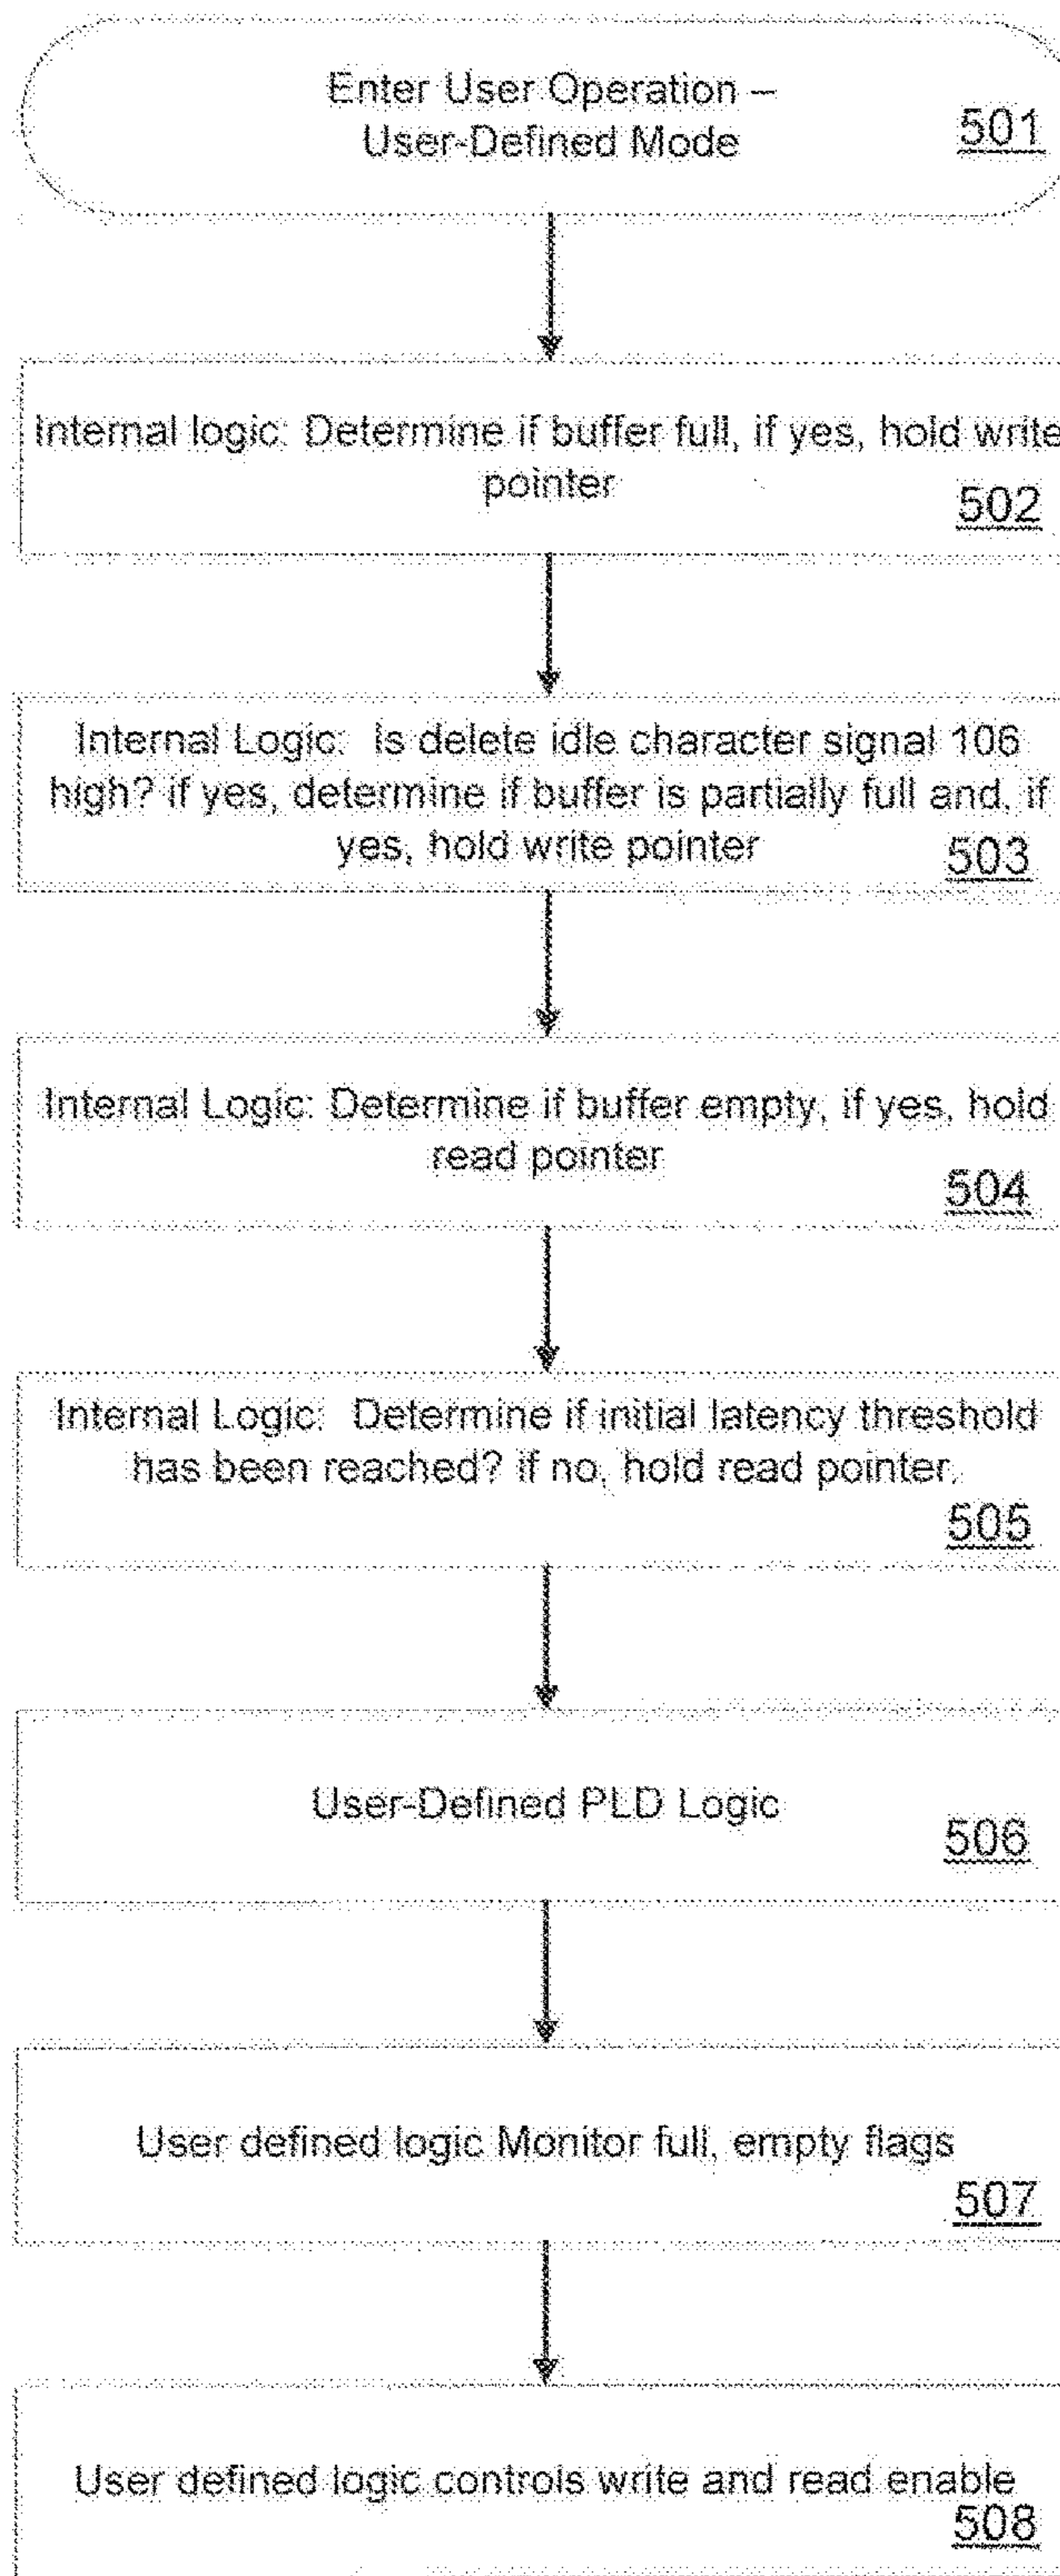 Enter User Operation –
User-Defined Mode
501
Internal logic: Determine if buffer full, if yes, hold write
pointer
502
Internal Logic: Is delete idle character signal 106
high? if yes, determine if buffer is partially full and, if
yes, hold write pointer
503
Internal Logic: Determine if buffer empty, if yes, hold
read pointer
504
Internal Logic: Determine if initial latency threshold
has been reached? if no, hold read pointer.
505
User-Defined PLD Logic
506
User defined logic Monitor full, empty flags
507
User defined logic controls write and read enable
508